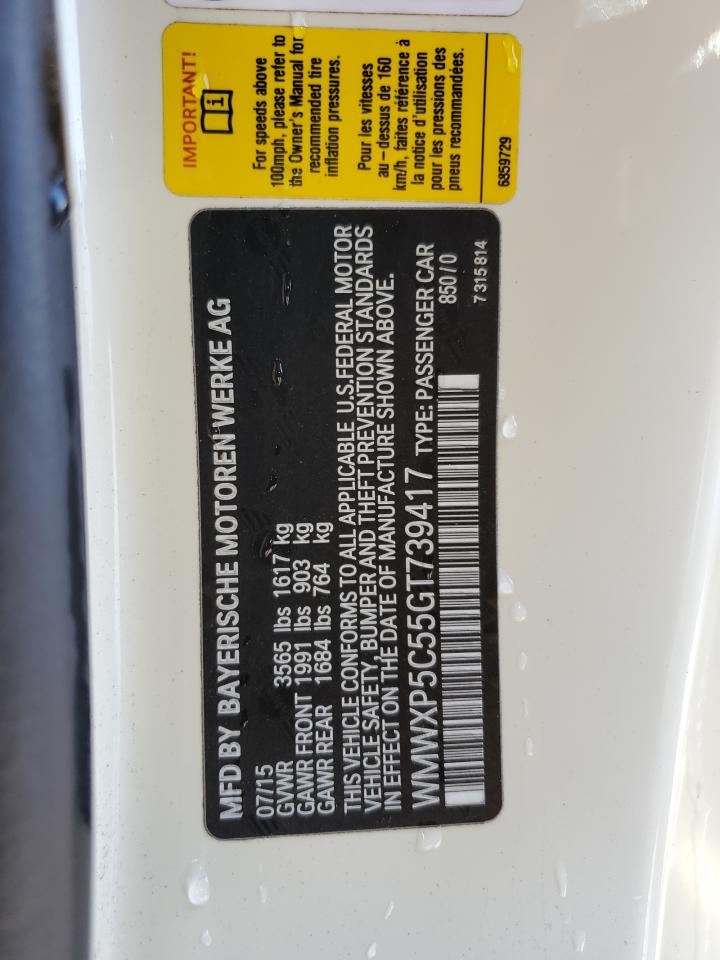 IMPORTANT!
i
For speeds above
100mph, please refer to
the Owner's Manual for
recommended tire
inflation pressures.
Pour les vitesses
au - dessus de 160
km/h, faites référence à
la notice d'utilisation
pour les pressions des
pneus recommandées.
6859729
MFD BY BAYERISCHE MOTOREN WERKE AG
07/15
GVWR 3565 lbs 1617 kg
GAWR FRONT 1991 lbs 903 kg
GAWR REAR 1684 lbs 764 kg
THIS VEHICLE CONFORMS TO ALL APPLICABLE U.S.FEDERAL MOTOR
VEHICLE SAFETY, BUMPER AND THEFT PREVENTION STANDARDS
IN EFFECT ON THE DATE OF MANUFACTURE SHOWN ABOVE.
WMWXP5C55GT739417 TYPE: PASSENGER CAR
850/0
7315814